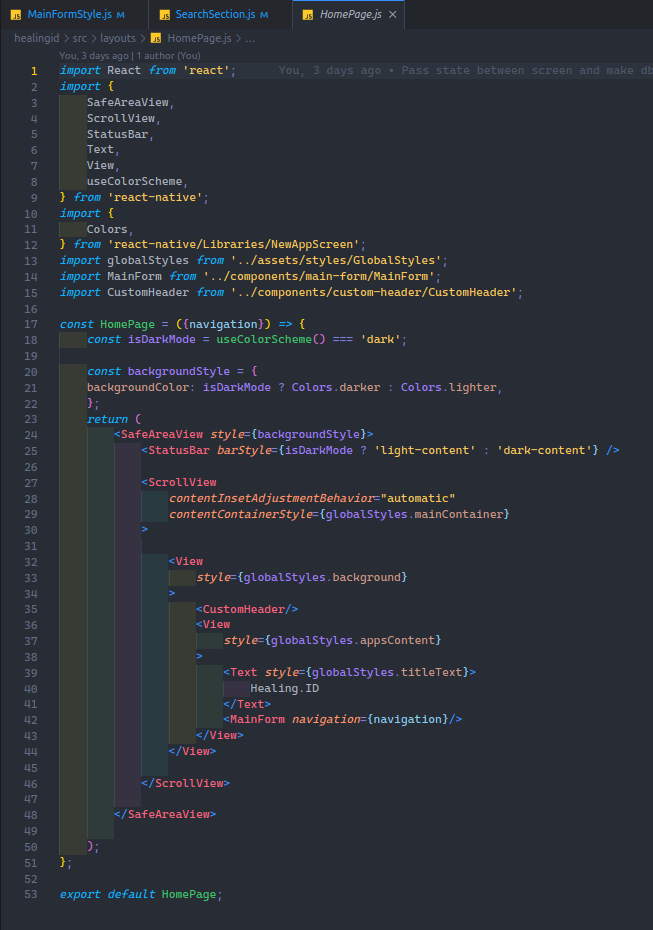 MainFormStyle.js M SearchSection.js M HomePage.js
healingid > src > layouts > HomePage.js > ...
You, 3 days ago | 1 author (You)
1 import React from 'react'; You, 3 days ago • Pass state between screen and make db
2 import {
3 SafeAreaView,
4 ScrollView,
5 StatusBar,
6 Text,
7 View,
8 useColorScheme,
9 } from 'react-native';
10 import {
11 Colors,
12 } from 'react-native/Libraries/NewAppScreen';
13 import globalStyles from '../assets/styles/GlobalStyles';
14 import MainForm from '../components/main-form/MainForm';
15 import CustomHeader from '../components/custom-header/CustomHeader';
16
17 const HomePage = ({navigation}) => {
18 const isDarkMode = useColorScheme() === 'dark';
19
20 const backgroundStyle = {
21 backgroundColor: isDarkMode ? Colors.darker : Colors.lighter,
22 };
23 return (
24 <SafeAreaView style={backgroundStyle}>
25 <StatusBar barStyle={isDarkMode ? 'light-content' : 'dark-content'} />
26
27 <ScrollView
28 contentInsetAdjustmentBehavior="automatic"
29 contentContainerStyle={globalStyles.mainContainer}
30 >
31
32 <View
33 style={globalStyles.background}
34 >
35 <CustomHeader/>
36 <View
37 style={globalStyles.appsContent}
38 >
39 <Text style={globalStyles.titleText}>
40 Healing.ID
41 </Text>
42 <MainForm navigation={navigation}/>
43 </View>
44 </View>
45
46 </ScrollView>
47
48 </SafeAreaView>
49
50 );
51 };
52
53 export default HomePage;